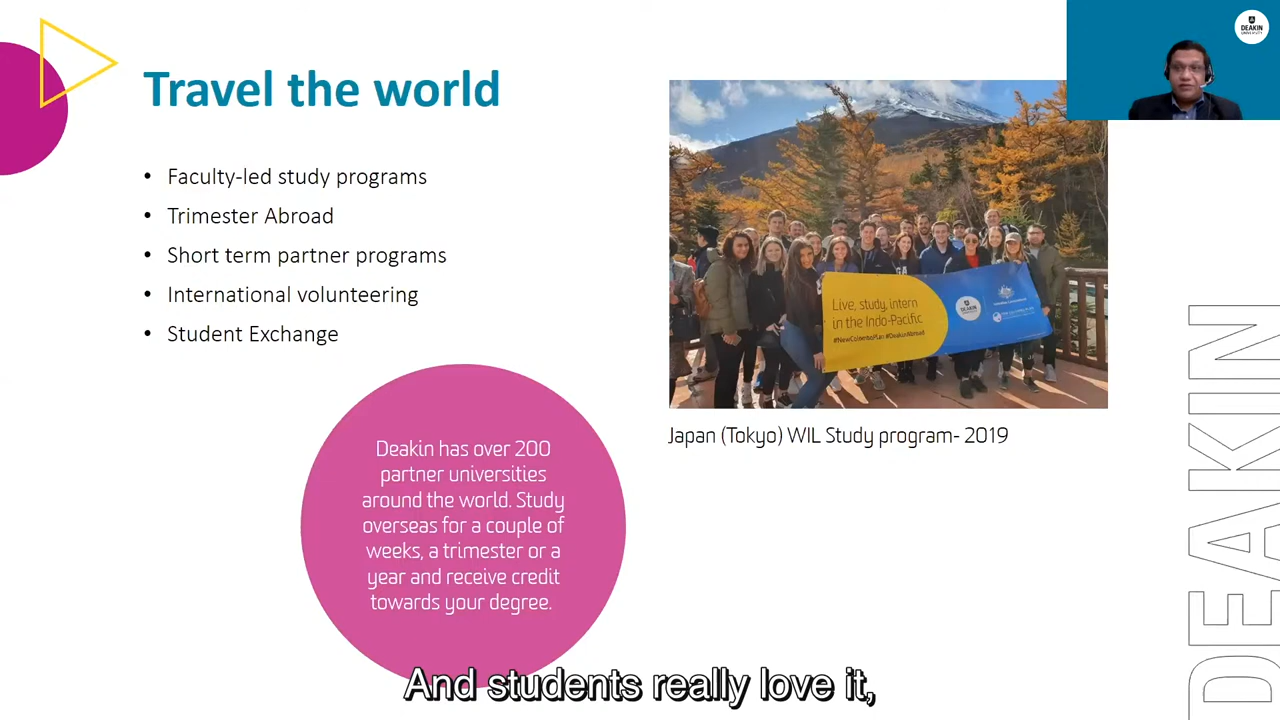 Travel the world
• Faculty-led study programs
• Trimester Abroad
• Short term partner programs
• International volunteering
• Student Exchange
Deakin has over 200
partner universities
around the world. Study
overseas for a couple of
weeks, a trimester or a
year and receive credit
towards your degree.
Live, study, intern
in the Indo-Pacific
#NewColomboPlan #DeakinAbroad
Japan (Tokyo) WIL Study program- 2019
DEAKIN
UNIVERSITY
DEAKIN
And students really love it,